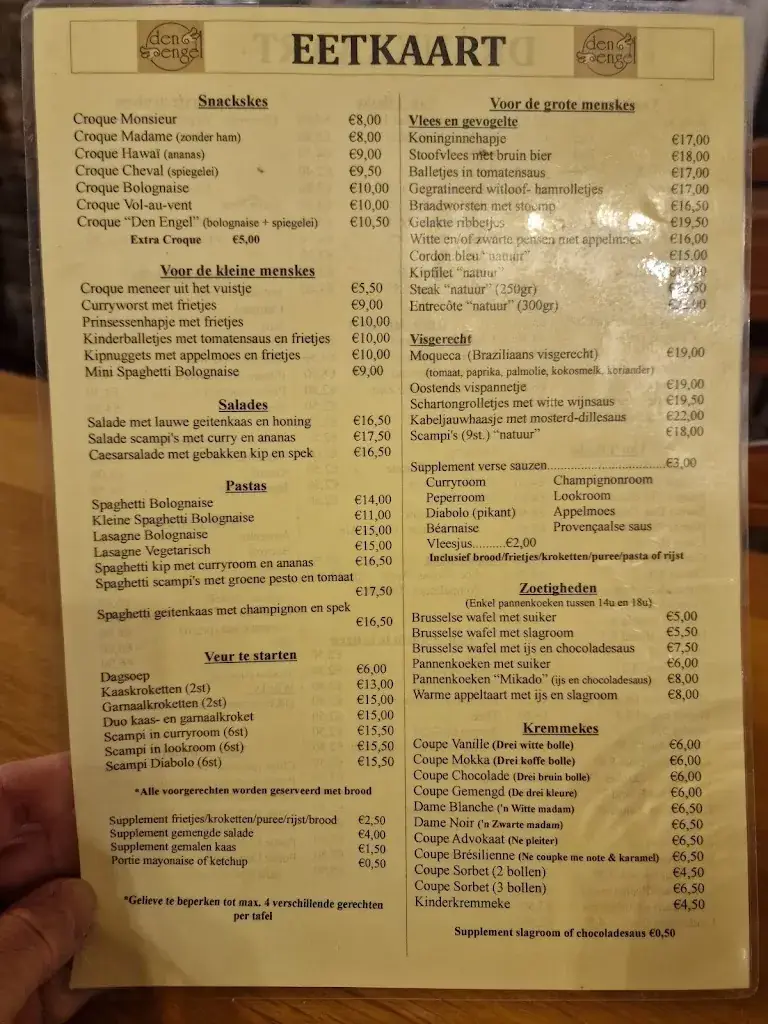 den
engel
EETKAART
den
engel
Snackskes
Croque Monsieur €8,00
Croque Madame (zonder ham) €8,00
Croque Hawaï (ananas) €9,00
Croque Cheval (spiegelei) €9,50
Croque Bolognaise €10,00
Croque Vol-au-vent €10,00
Croque “Den Engel” (bolognaise + spiegelei) €10,50
Extra Croque €5,00
Voor de kleine menskes
Croque meneer uit het vuistje €5,50
Curryworst met frietjes €9,00
Prinsessenhapje met frietjes €10,00
Kinderballetjes met tomatensaus en frietjes €10,00
Kipnuggets met appelmoes en frietjes €10,00
Mini Spaghetti Bolognaise €9,00
Salades
Salade met lauwe geitenkaas en honing €16,50
Salade scampi's met curry en ananas €17,50
Caesarsalade met gebakken kip en spek €16,50
Pastas
Spaghetti Bolognaise €14,00
Kleine Spaghetti Bolognaise €11,00
Lasagne Bolognaise €15,00
Lasagne Vegetarisch €15,00
Spaghetti kip met curryroom en ananas €16,50
Spaghetti scampi's met groene pesto en tomaat
€17,50
Spaghetti geitenkaas met champignon en spek
€16,50
Veur te starten
Dagsoep €6,00
Kaaskroketten (2st) €13,00
Garnaalkroketten (2st) €15,00
Duo kaas- en garnaalkroket €15,00
Scampi in curryroom (6st) €15,50
Scampi in lookroom (6st) €15,50
Scampi Diabolo (6st) €15,50
*Alle voorgerechten worden geserveerd met brood
Supplement frietjes/kroketten/puree/rijst/brood €2,50
Supplement gemengde salade €4,00
Supplement gemalen kaas €1,50
Portie mayonaise of ketchup €0,50
*Gelieve te beperken tot max. 4 verschillende gerechten
per tafel
Voor de grote menskes
Vlees en gevogelte
Koninginnehapje €17,00
Stoofvlees met bruin bier €18,00
Balletjes in tomatensaus €17,00
Gegratineerd witloof- hamrolletjes €17,00
Braadworsten met stoemp €16,50
Gelakte ribbetjes €19,50
Witte en/of zwarte pensen met appelmoes €16,00
Cordon bleu “natuur” €15,00
Kipfilet “natuur”
Steak “natuur” (250gr)
Entrecôte “natuur” (300gr)
Visgerecht
Moqueca (Braziliaans visgerecht) €19,00
(tomaat, paprika, palmolie, kokosmelk, koriander)
Oostends vispannetje €19,00
Schartongrolletjes met witte wijnsaus €19,50
Kabeljauwhaasje met mosterd-dillesaus €22,00
Scampi's (9st.) “natuur” €18,00
Supplement verse sauzen..............................€3,00
Curryroom Champignonroom
Peperroom Lookroom
Diabolo (pikant) Appelmoes
Béarnaise Provençaalse saus
Vleesjus.........€2,00
Inclusief brood/frietjes/kroketten/puree/pasta of rijst
Zoetigheden
(Enkel pannenkoeken tussen 14u en 18u)
Brusselse wafel met suiker €5,00
Brusselse wafel met slagroom €5,50
Brusselse wafel met ijs en chocoladesaus €7,50
Pannenkoeken met suiker €6,00
Pannenkoeken “Mikado” (ijs en chocoladesaus) €8,00
Warme appeltaart met ijs en slagroom €8,00
Kremmekes
Coupe Vanille (Drei witte bolle) €6,00
Coupe Mokka (Drei koffe bolle) €6,00
Coupe Chocolade (Drei bruin bolle) €6,00
Coupe Gemengd (De drei kleure) €6,00
Dame Blanche ('n Witte madam) €6,50
Dame Noir ('n Zwarte madam) €6,50
Coupe Advokaat (Ne pleiter) €6,50
Coupe Brésilienne (Ne coupke me note & karamel) €6,50
Coupe Sorbet (2 bollen) €4,50
Coupe Sorbet (3 bollen) €6,50
Kinderkremmeke €4,50
Supplement slagroom of chocoladesaus €0,50